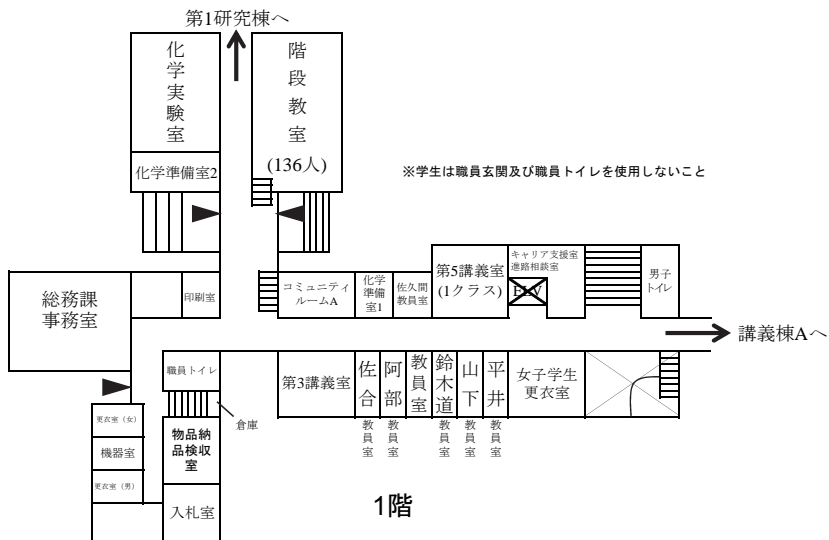 第1研究棟へ
化学実験室
階段教室
(136人)
化学準備室2
※学生は職員玄関及び職員トイレを使用しないこと
総務課
事務室
印刷室
コミュニティ
ルームA
化学
準備
室1
佐久間
教員室
第5講義室
(1クラス)
キャリア支援室
進路相談室
ELV
男子
トイレ
講義棟Aへ
職員トイレ
第3講義室
佐合
教員室
阿部
教員室
教員室
鈴木道
教員室
山下
教員室
平井
教員室
女子学生
更衣室
倉庫
更衣室（女）
機器室
更衣室（男）
物品納
品検収
室
入札室
1階